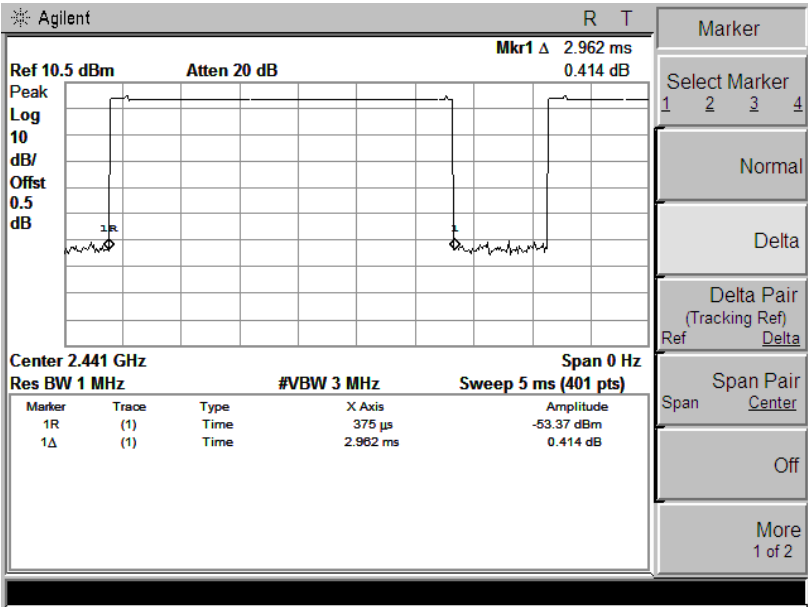 Agilent R T
Mkr1 Δ 2.962 ms
Ref 10.5 dBm Atten 20 dB 0.414 dB
Peak
Log
10
dB/
Offst
0.5
dB
1R
1
Center 2.441 GHz Span 0 Hz
Res BW 1 MHz #VBW 3 MHz Sweep 5 ms (401 pts)
Marker Trace Type X Axis Amplitude
1R (1) Time 375 µs -53.37 dBm
1Δ (1) Time 2.962 ms 0.414 dB
Marker
Select Marker
1 2 3 4
Normal
Delta
Delta Pair
(Tracking Ref)
Ref Delta
Span Pair
Span Center
Off
More
1 of 2